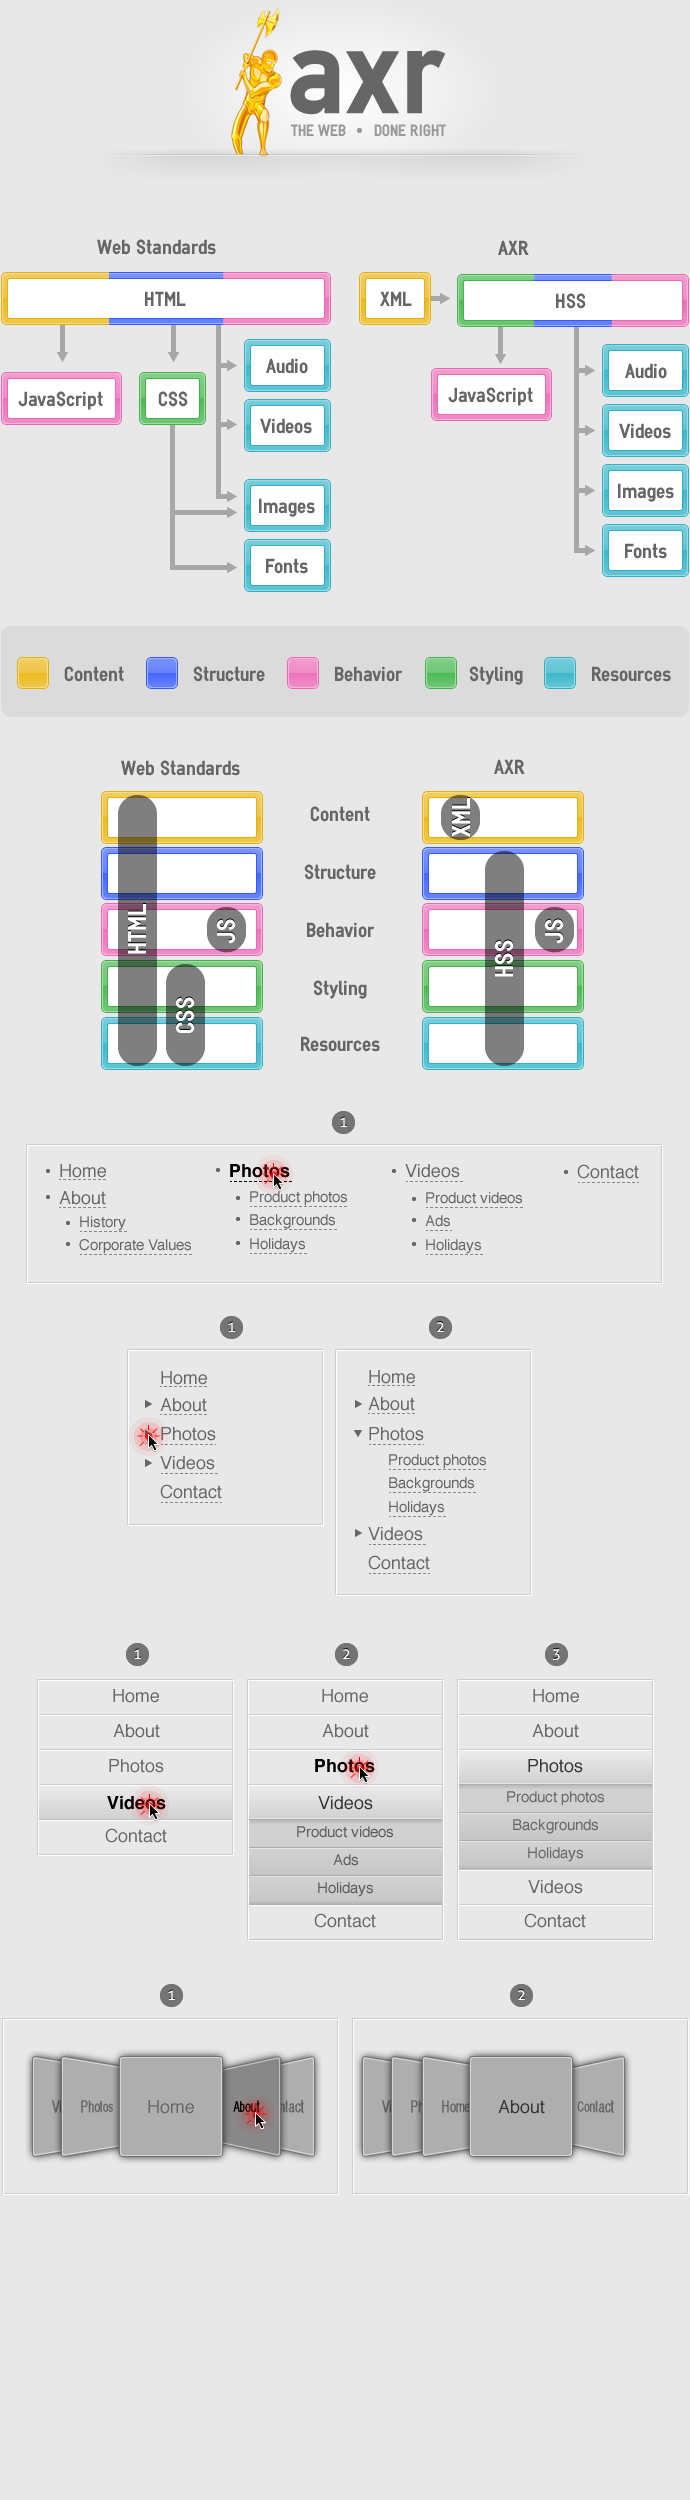 axr
THE WEB • DONE RIGHT
Web Standards
HTML
JavaScript
CSS
Audio
Videos
Images
Fonts
AXR
XML
HSS
JavaScript
Audio
Videos
Images
Fonts
Content Structure Behavior Styling Resources
Web Standards
AXR
HTML
CSS
JS
Content
Structure
Behavior
Styling
Resources
XML
HSS
JS
1
• Home
• About
• History
• Corporate Values
• Photos
• Product photos
• Backgrounds
• Holidays
• Videos
• Product videos
• Ads
• Holidays
• Contact
1
Home
About
Photos
Videos
Contact
2
Home
About
Photos
Product photos
Backgrounds
Holidays
Videos
Contact
1
Home
About
Photos
Videos
Contact
2
Home
About
Photos
Videos
Product videos
Ads
Holidays
Contact
3
Home
About
Photos
Product photos
Backgrounds
Holidays
Videos
Contact
1
Photos
Home
About
2
Home
About
Contact